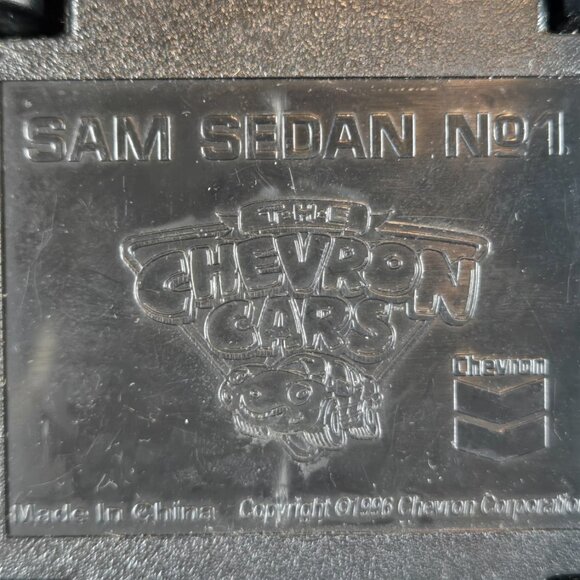 SAM SEDAN No1
THE
CHEVRON
CARS
Chevron
Made In China Copyright ©1996 Chevron Corporation